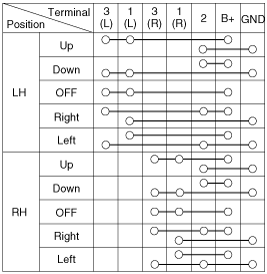 Terminal 3 (L) 1 (L) 3 (R) 1 (R) 2 B+ GND
Position
LH
Up
Down
OFF
Right
Left
RH
Up
Down
OFF
Right
Left